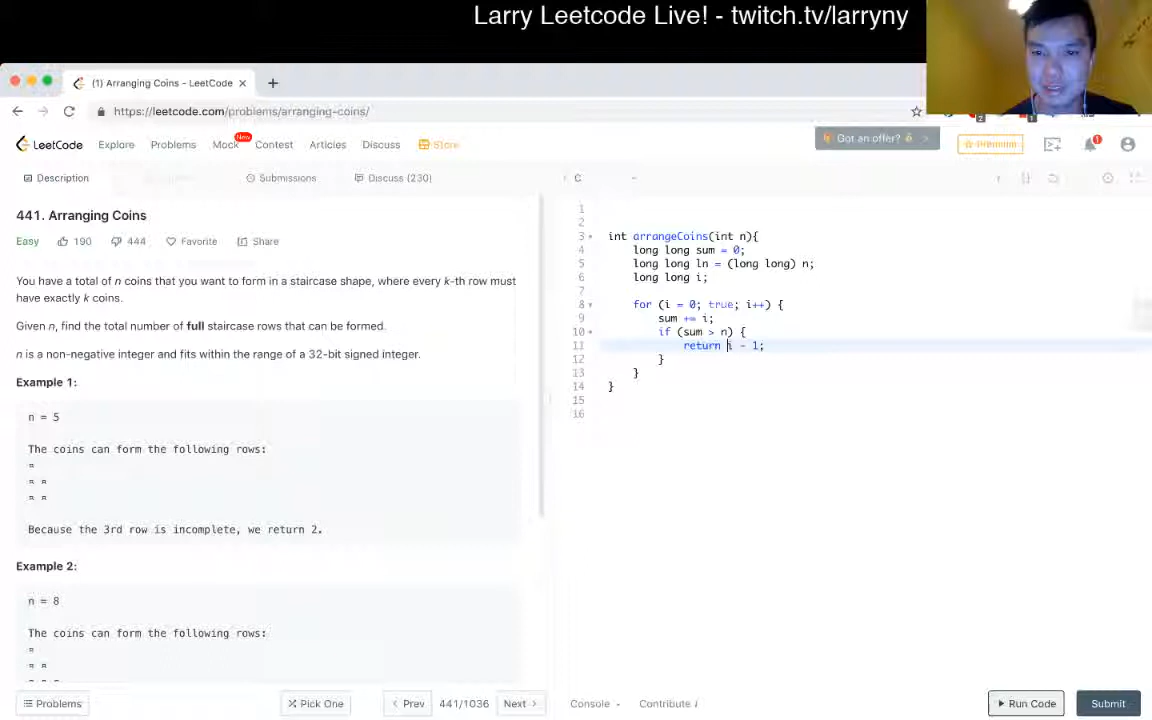 Larry Leetcode Live! - twitch.tv/larryny
(1) Arranging Coins - LeetCode
https://leetcode.com/problems/arranging-coins/
LeetCode Explore Problems Mock New Contest Articles Discuss Store Got an offer? Premium 1
Description Submissions Discuss (230) C
441. Arranging Coins
Easy 190 444 Favorite Share
You have a total of n coins that you want to form in a staircase shape, where every k-th row must
have exactly k coins.
Given n, find the total number of full staircase rows that can be formed.
n is a non-negative integer and fits within the range of a 32-bit signed integer.
Example 1:
n = 5
The coins can form the following rows:
¤
¤ ¤
¤ ¤
Because the 3rd row is incomplete, we return 2.
Example 2:
n = 8
The coins can form the following rows:
¤
¤ ¤
1
2
3 int arrangeCoins(int n){
4 long long sum = 0;
5 long long ln = (long long) n;
6 long long i;
7
8 for (i = 0; true; i++) {
9 sum += i;
10 if (sum > n) {
11 return i - 1;
12 }
13 }
14 }
15
16
Problems Pick One Prev 441/1036 Next Console Contribute i Run Code Submit